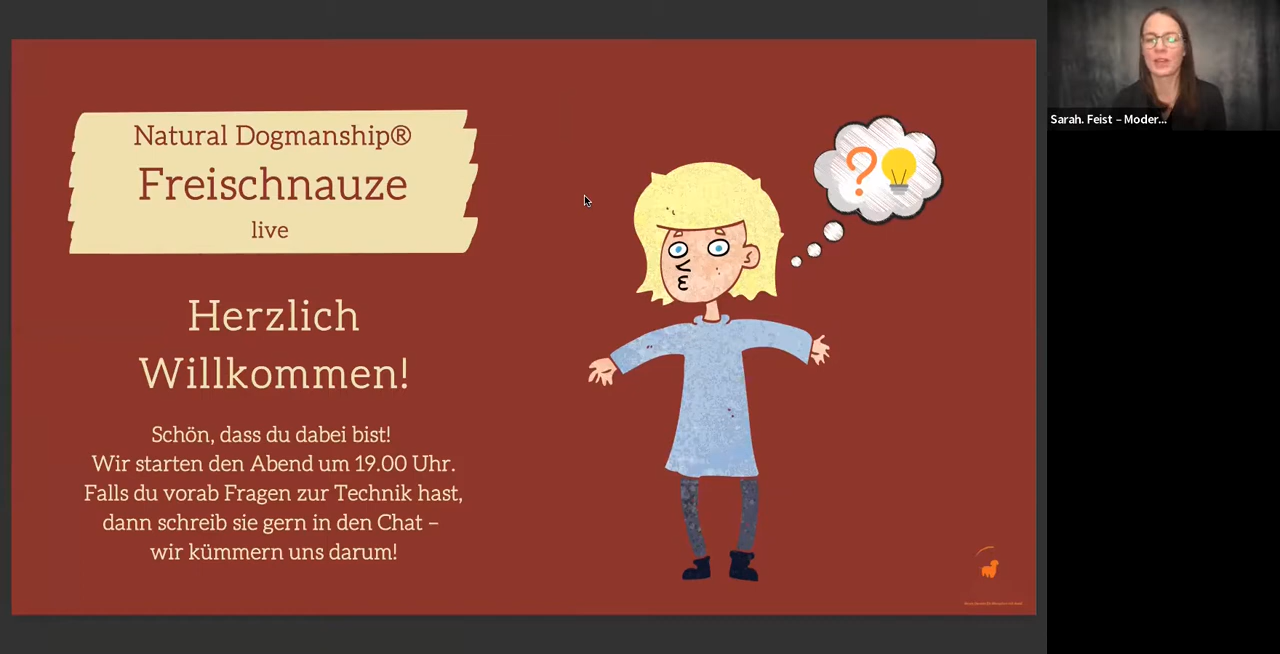 Natural Dogmanship®
Freischnauze
live
Herzlich
Willkommen!
Schön, dass du dabei bist!
Wir starten den Abend um 19.00 Uhr.
Falls du vorab Fragen zur Technik hast,
dann schreib sie gern in den Chat –
wir kümmern uns darum!
?
Sarah. Feist – Moder...